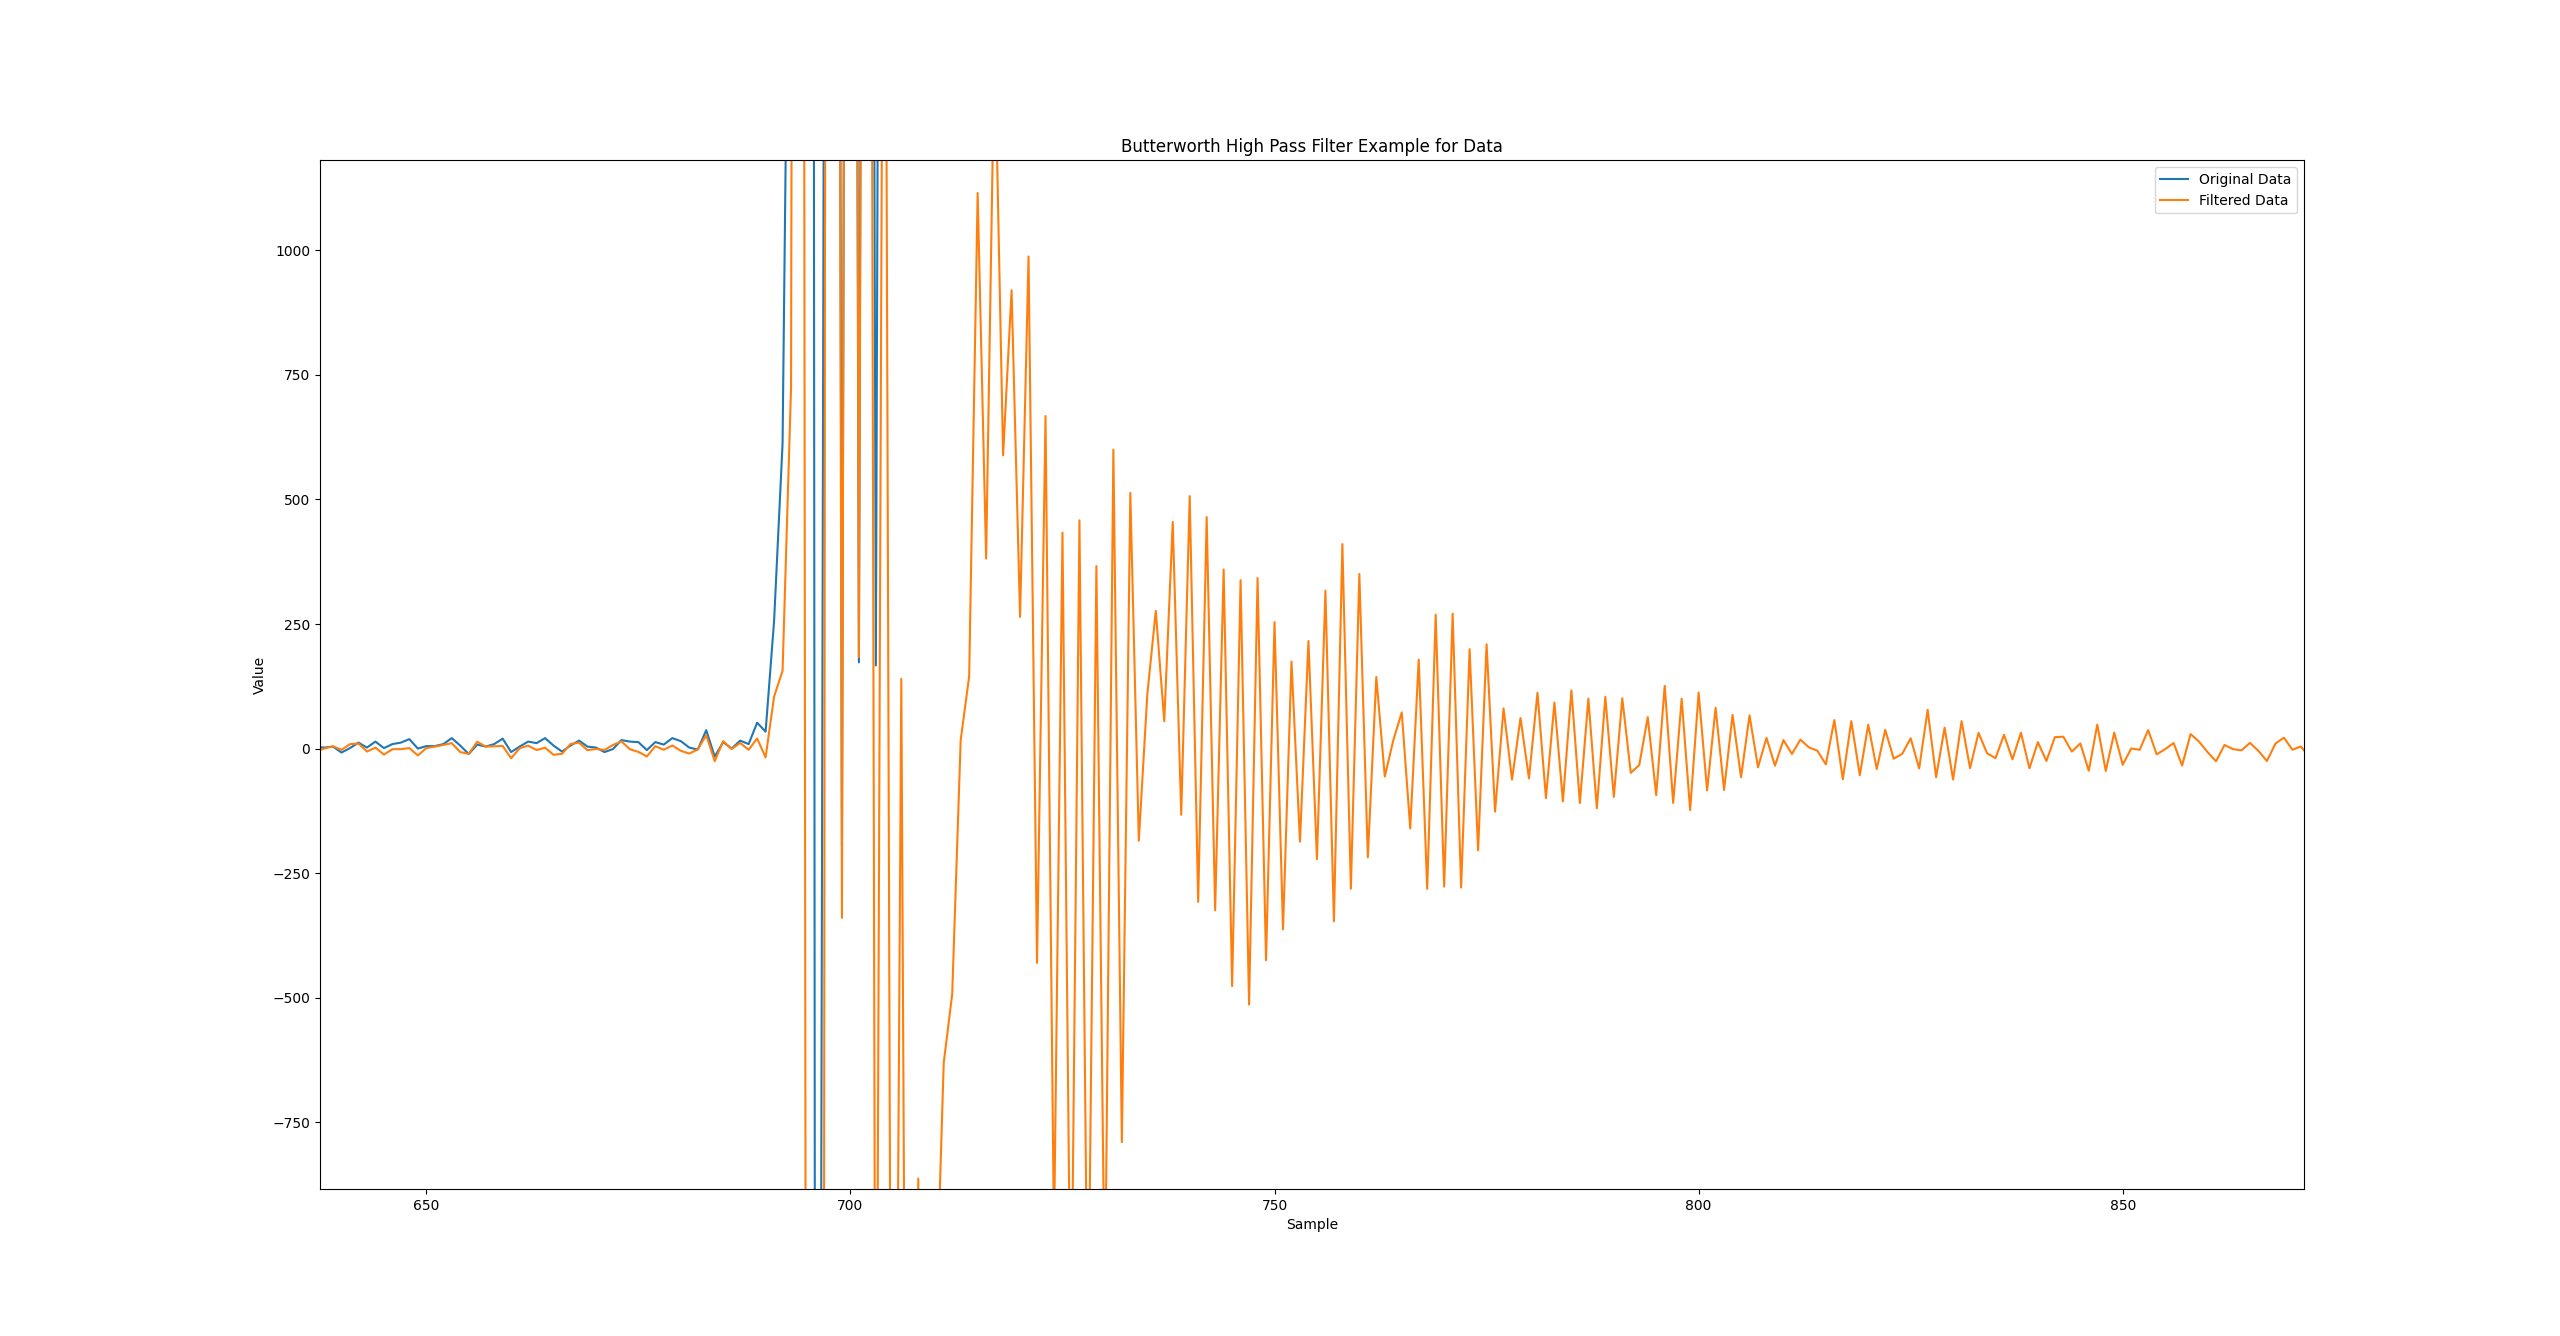 Butterworth High Pass Filter Example for Data
Original Data
Filtered Data
1000
750
500
250
0
−250
−500
−750
Value
650 700 750 800 850
Sample